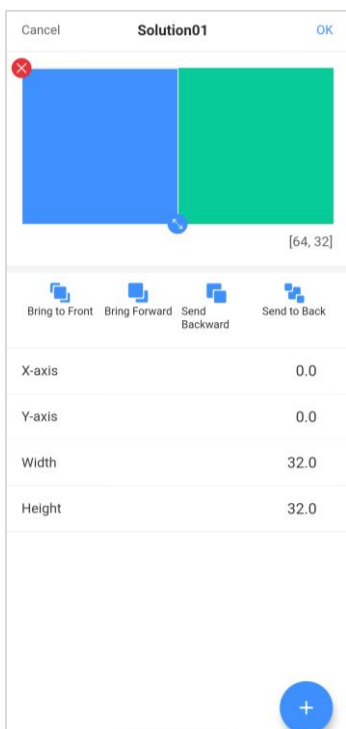 Cancel Solution01 OK
[64, 32]
Bring to Front Bring Forward Send Backward Send to Back
X-axis 0.0
Y-axis 0.0
Width 32.0
Height 32.0